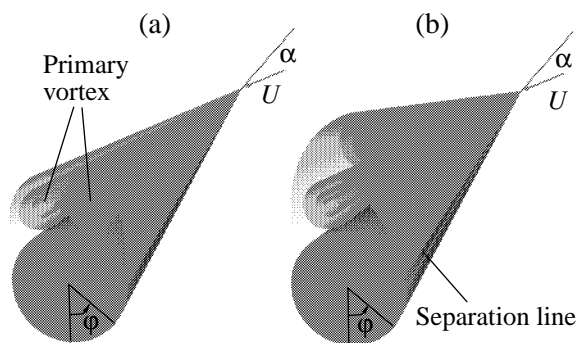 (a)
(b)
Primary
vortex
α
U
α
U
φ
φ
Separation line